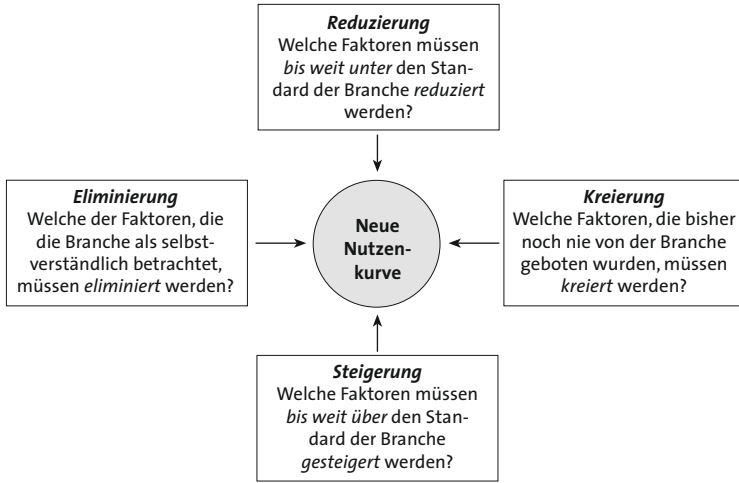 Reduzierung
Welche Faktoren müssen
bis weit unter den Stan-
dard der Branche reduziert
werden?
Eliminierung
Welche der Faktoren, die
die Branche als selbst-
verständlich betrachtet,
müssen eliminiert werden?
Neue
Nutzen-
kurve
Kreierung
Welche Faktoren, die bisher
noch nie von der Branche
geboten wurden, müssen
kreiert werden?
Steigerung
Welche Faktoren müssen
bis weit über den Stan-
dard der Branche
gesteigert werden?